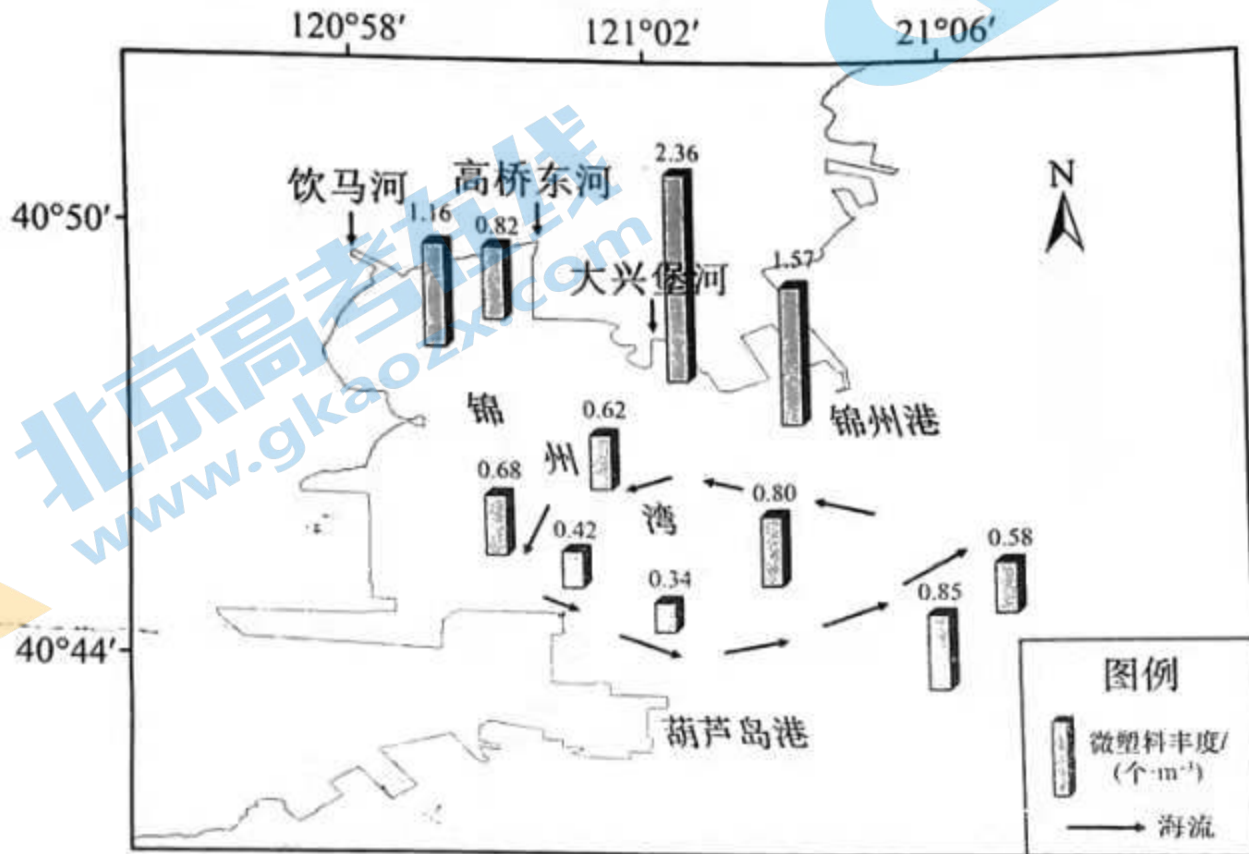 120°58′ 121°02′ 21°06′
N
饮马河 高桥东河
2.36
40°50′
1.16 0.82
大兴堡河
1.57
锦州港
锦
州
湾
0.62
0.68
0.42
0.80
0.34
0.58
0.85
40°44′
葫芦岛港
图例
微塑料丰度/
(个·m⁻³)
海流
北京高考在线
www.gkaozx.com